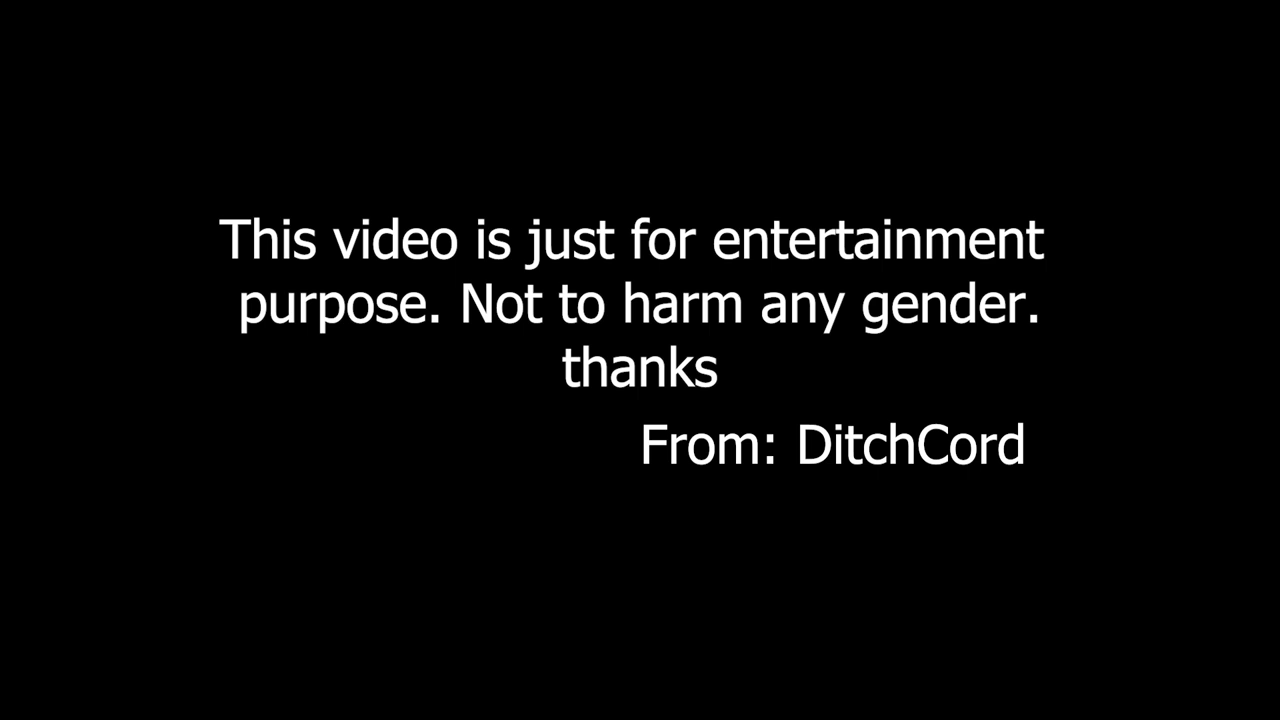 This video is just for entertainment
purpose. Not to harm any gender.
thanks
From: DitchCord